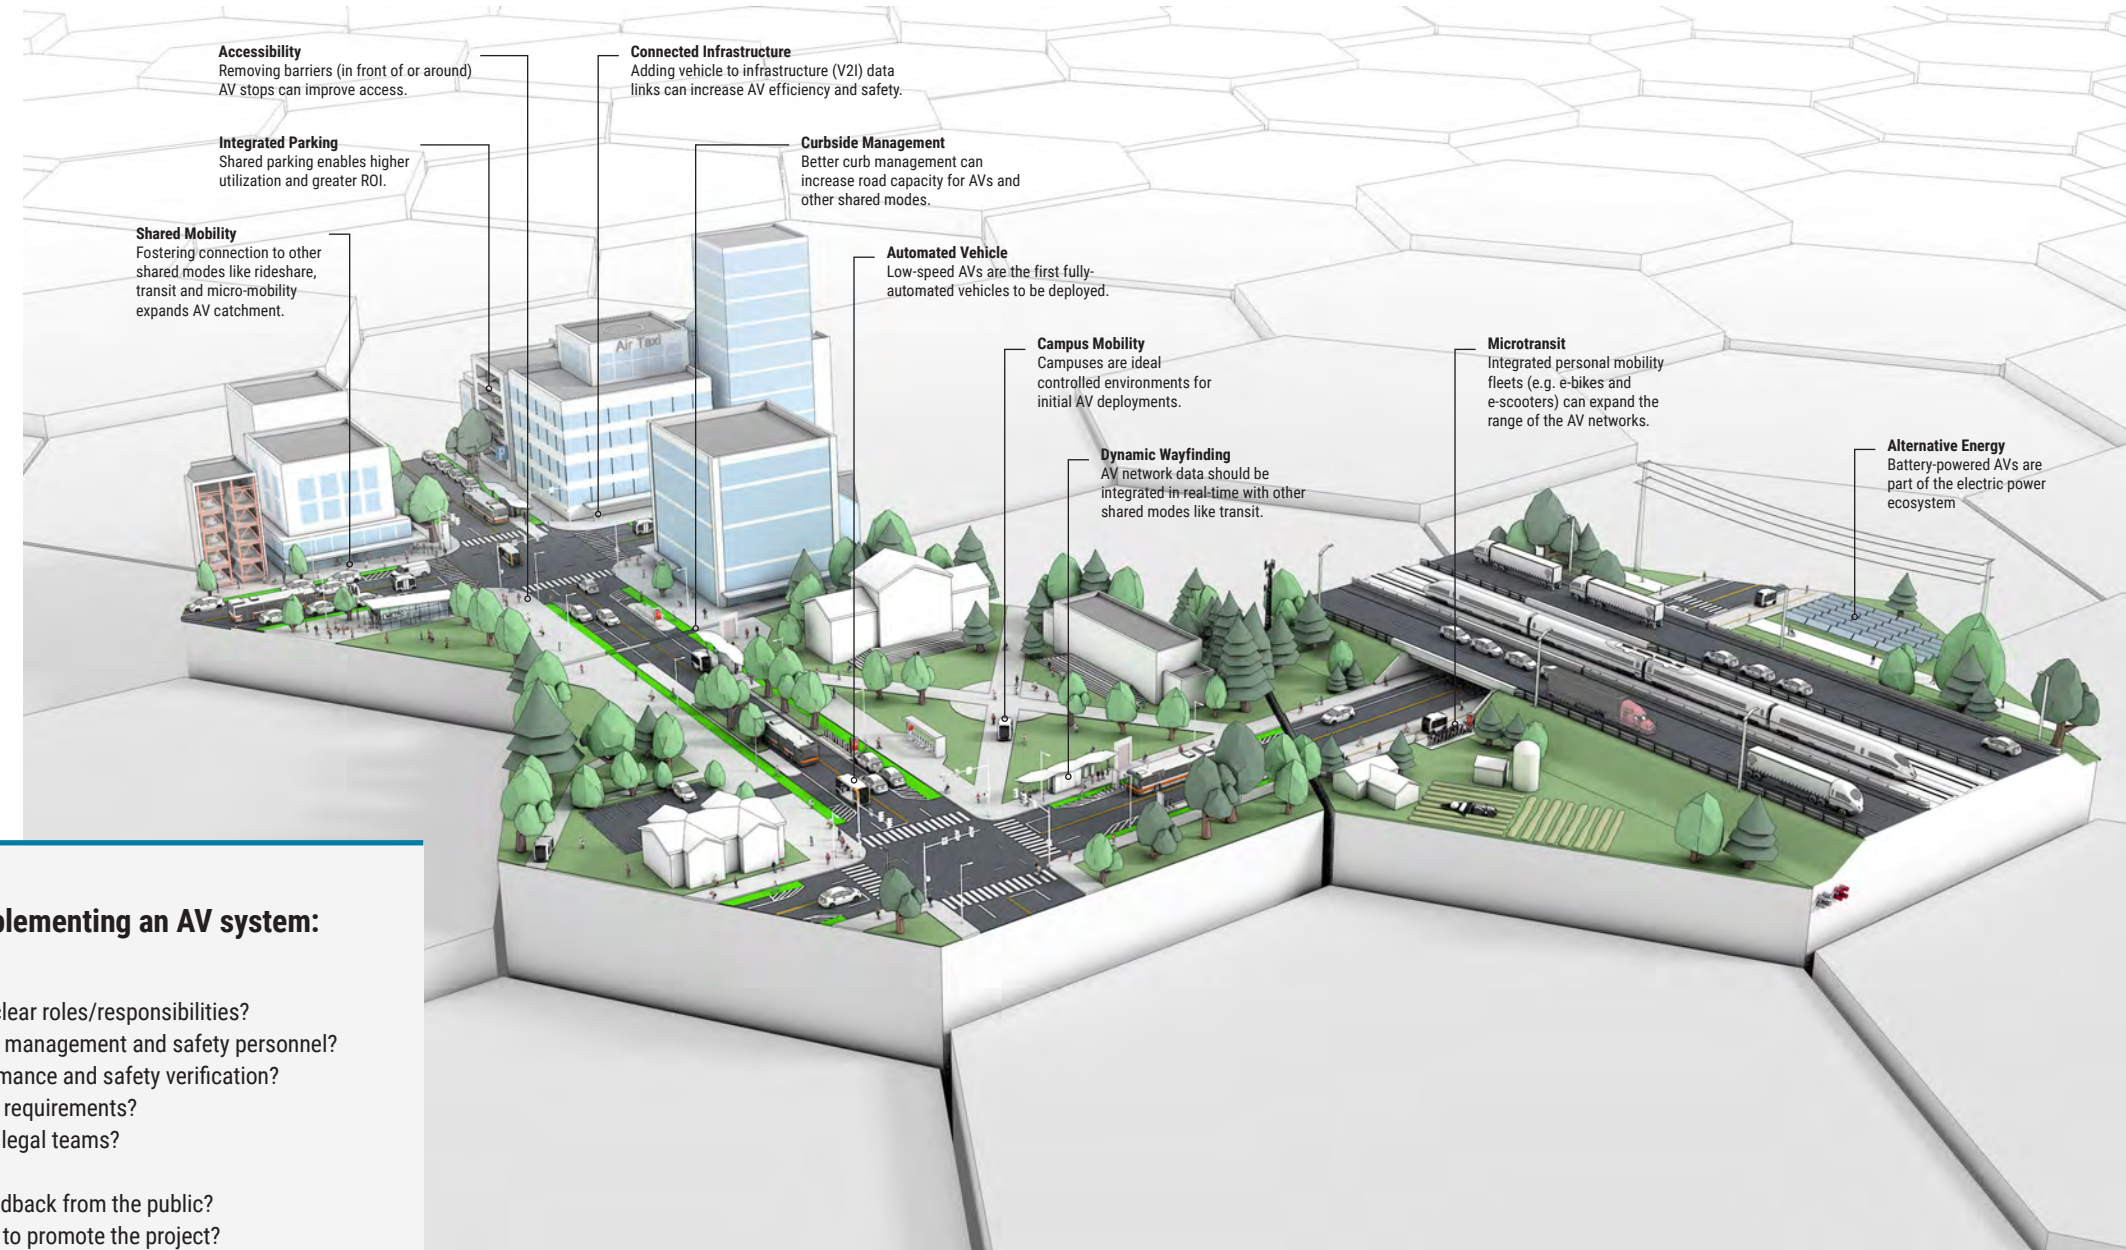 Accessibility
Removing barriers (in front of or around)
AV stops can improve access.
Connected Infrastructure
Adding vehicle to infrastructure (V2I) data
links can increase AV efficiency and safety.
Integrated Parking
Shared parking enables higher
utilization and greater ROI.
Curbside Management
Better curb management can
increase road capacity for AVs and
other shared modes.
Shared Mobility
Fostering connection to other
shared modes like rideshare,
transit and micro-mobility
expands AV catchment.
Automated Vehicle
Low-speed AVs are the first fully-
automated vehicles to be deployed.
Campus Mobility
Campuses are ideal
controlled environments for
initial AV deployments.
Microtransit
Integrated personal mobility
fleets (e.g. e-bikes and
e-scooters) can expand the
range of the AV networks.
Dynamic Wayfinding
AV network data should be
integrated in real-time with other
shared modes like transit.
Alternative Energy
Battery-powered AVs are
part of the electric power
ecosystem
Air Taxi
P
plementing an AV system:
clear roles/responsibilities?
management and safety personnel?
mance and safety verification?
requirements?
legal teams?
dback from the public?
to promote the project?